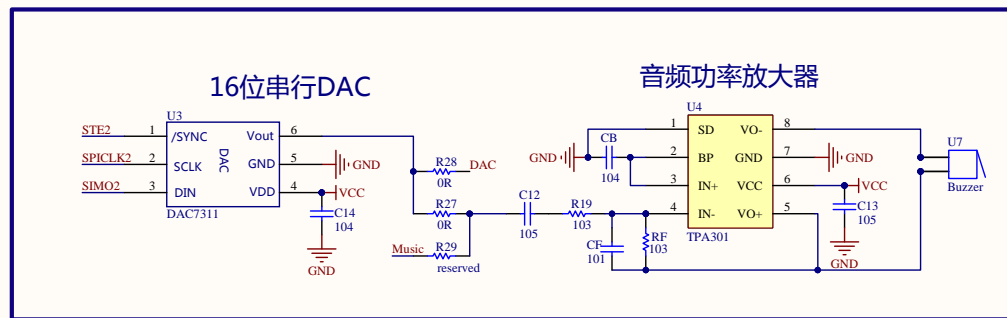 16位串行DAC
音频功率放大器
U3
STE2
1
/SYNC
Vout
6
SPICLK2
2
SCLK
GND
5
GND
SIMO2
3
DIN
VDD
4
VCC
DAC
DAC7311
C14
104
GND
R28
DAC
0R
R27
0R
Music
R29
reserved
C12
105
R19
103
CF
101
RF
103
GND
CB
104
U4
1
SD
VO-
8
2
BP
GND
7
GND
3
IN+
VCC
6
VCC
4
IN-
VO+
5
TPA301
C13
105
GND
U7
Buzzer